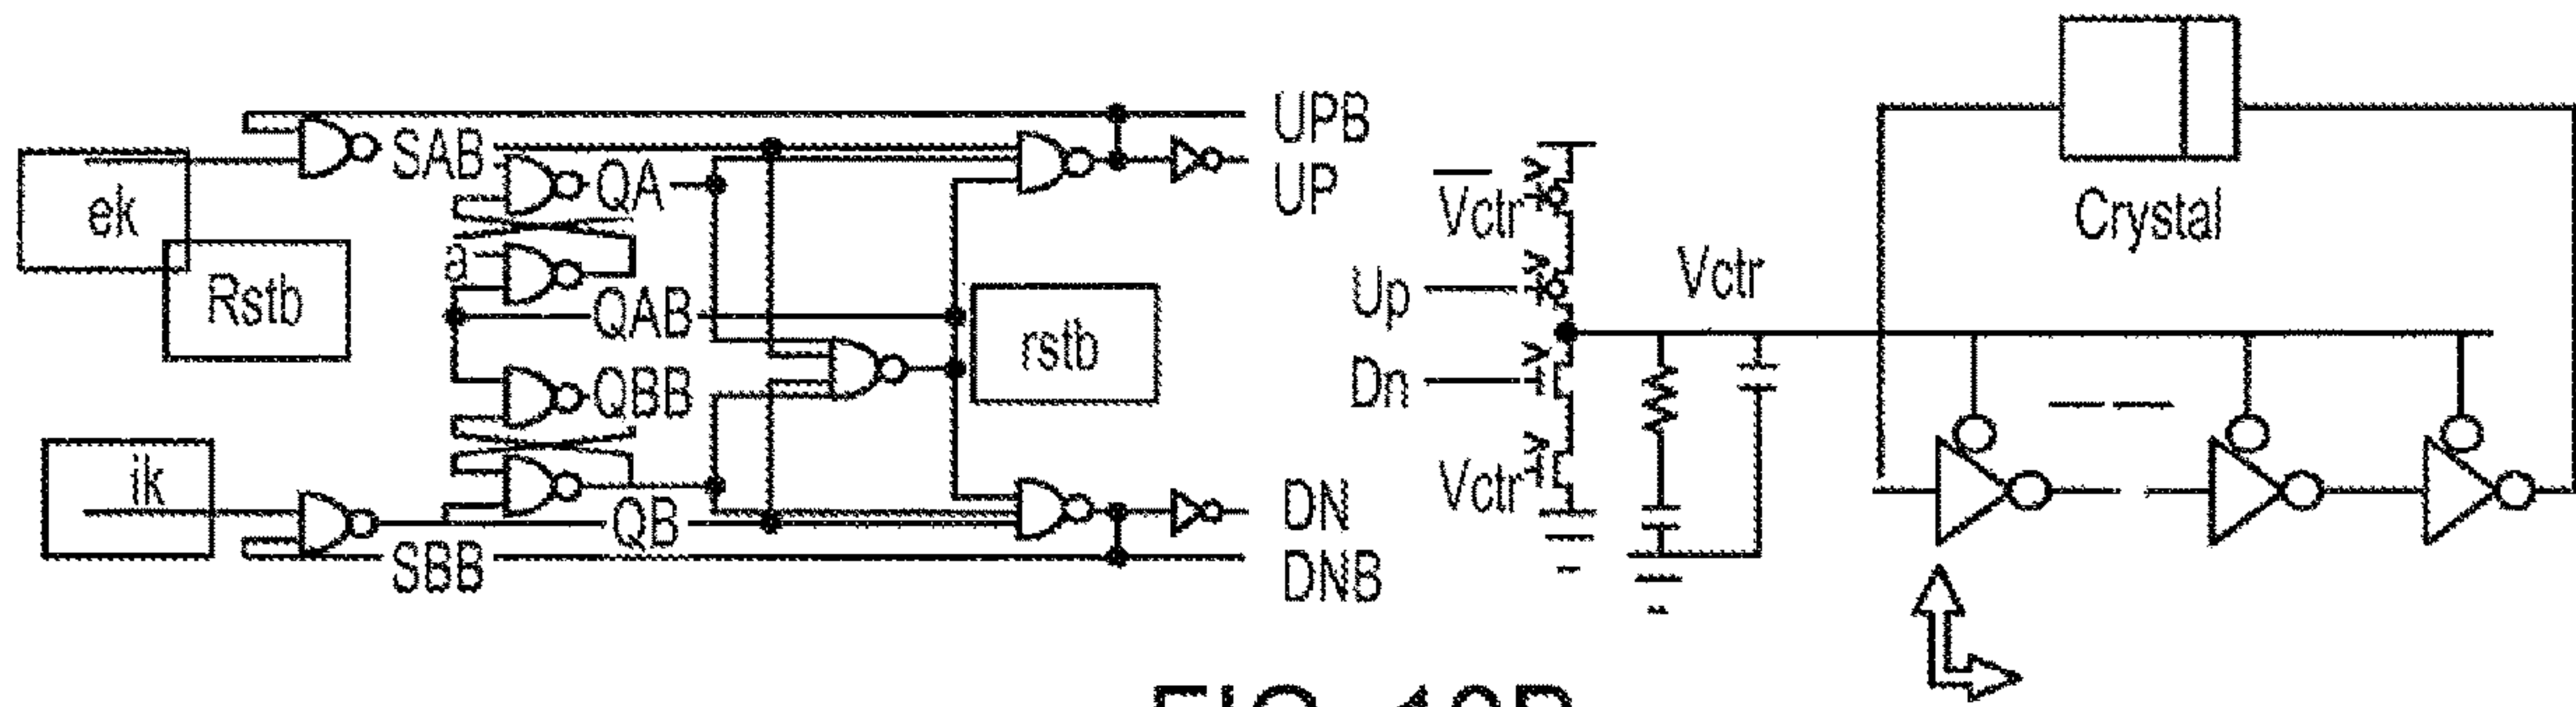 ek
Rstb
ik
SAB
QA
a
QAB
QBB
QB
SBB
rstb
UPB
UP
DN
DNB
Vctr
Up
Dn
Vctr
Vctr
Crystal